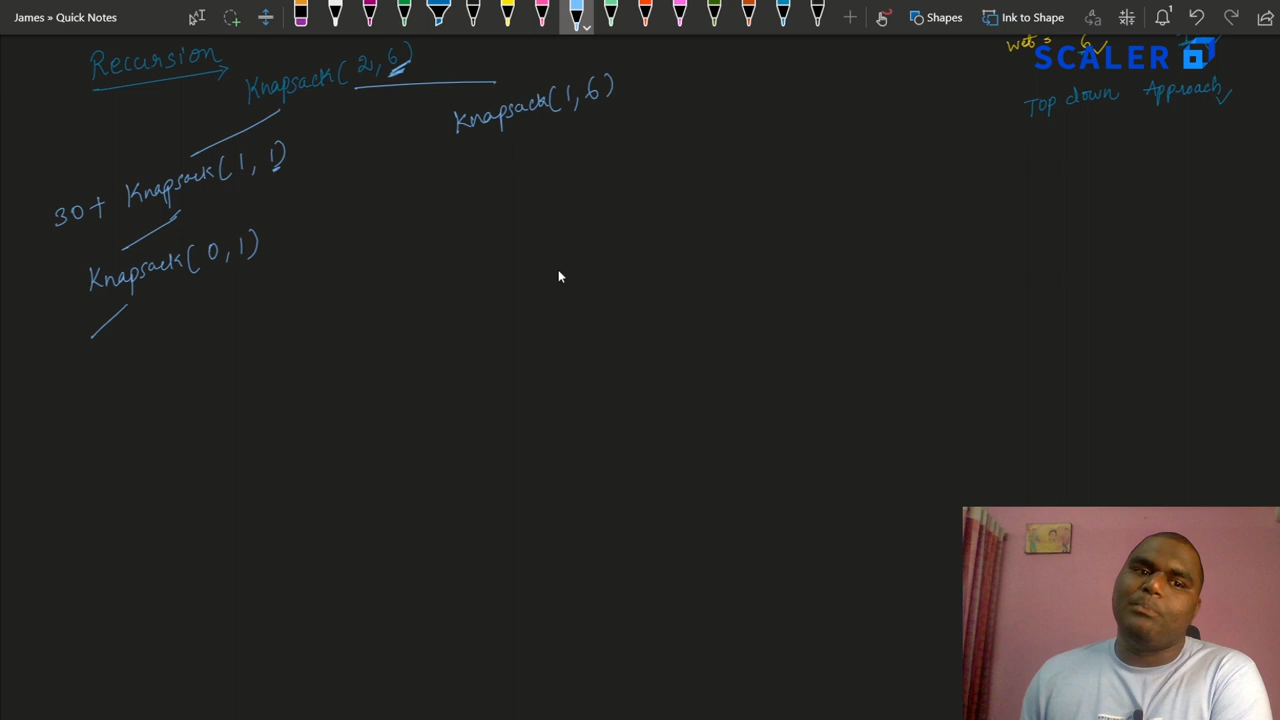 James » Quick Notes
Shapes
Ink to Shape
Recursion
Knapsack( 2, 6)
Knapsack( 1, 6)
30+ Knapsack( 1, 1)
Knapsack( 0, 1)
6
SCALER
Top down Approach